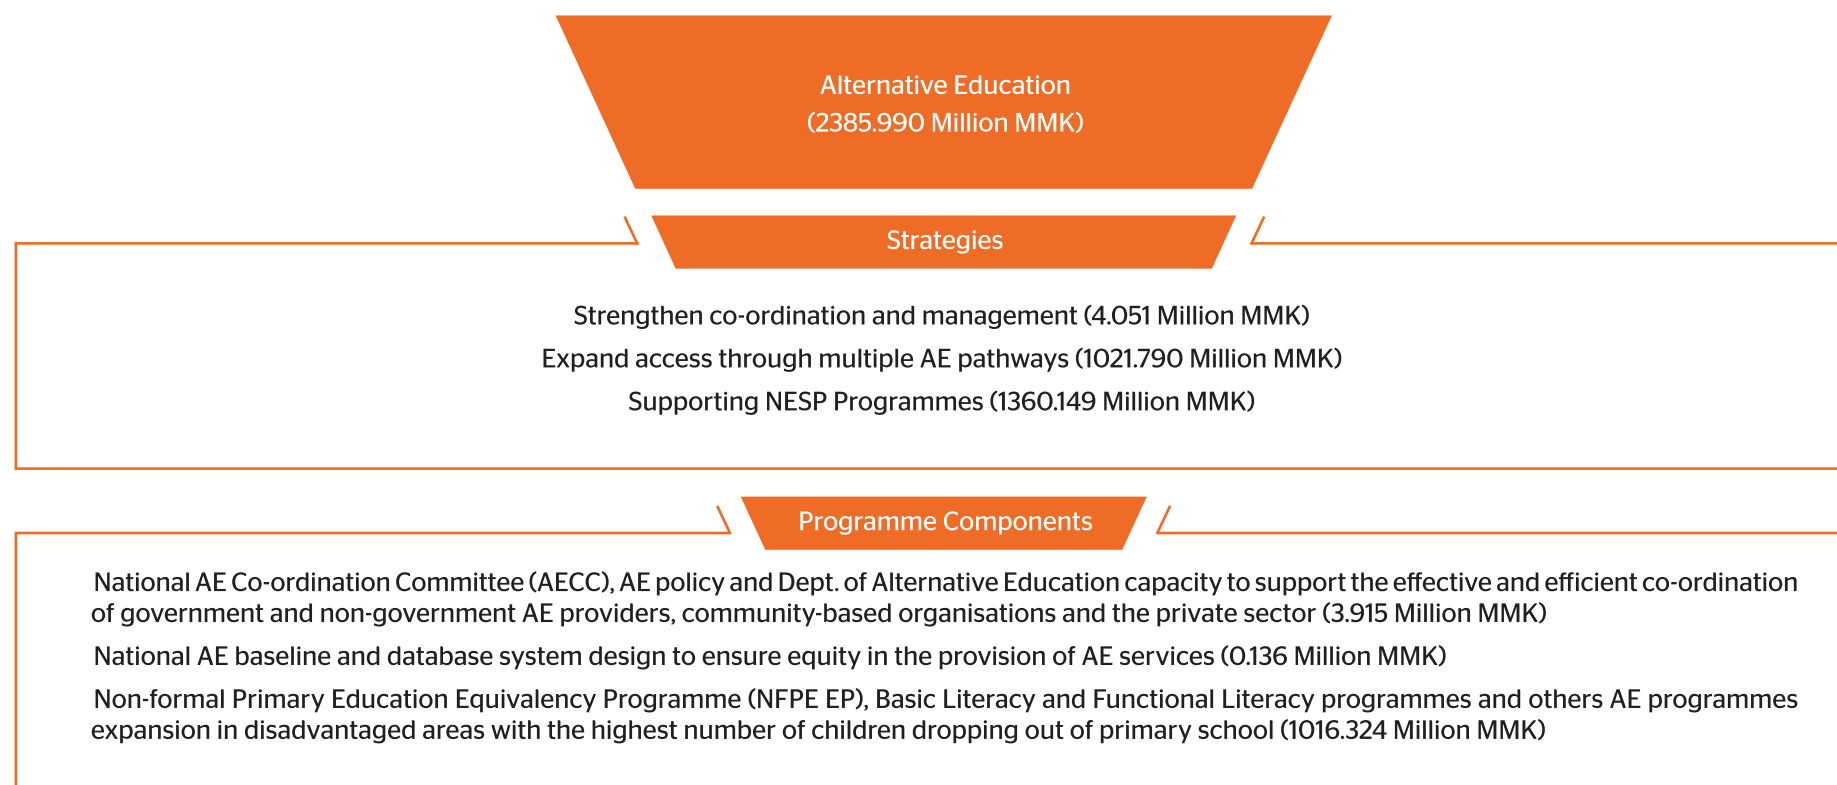 Alternative Education
(2385.990 Million MMK)
Strategies
Strengthen co-ordination and management (4.051 Million MMK)
Expand access through multiple AE pathways (1021.790 Million MMK)
Supporting NESP Programmes (1360.149 Million MMK)
Programme Components
National AE Co-ordination Committee (AECC), AE policy and Dept. of Alternative Education capacity to support the effective and efficient co-ordination
of government and non-government AE providers, community-based organisations and the private sector (3.915 Million MMK)
National AE baseline and database system design to ensure equity in the provision of AE services (0.136 Million MMK)
Non-formal Primary Education Equivalency Programme (NFPE EP), Basic Literacy and Functional Literacy programmes and others AE programmes
expansion in disadvantaged areas with the highest number of children dropping out of primary school (1016.324 Million MMK)